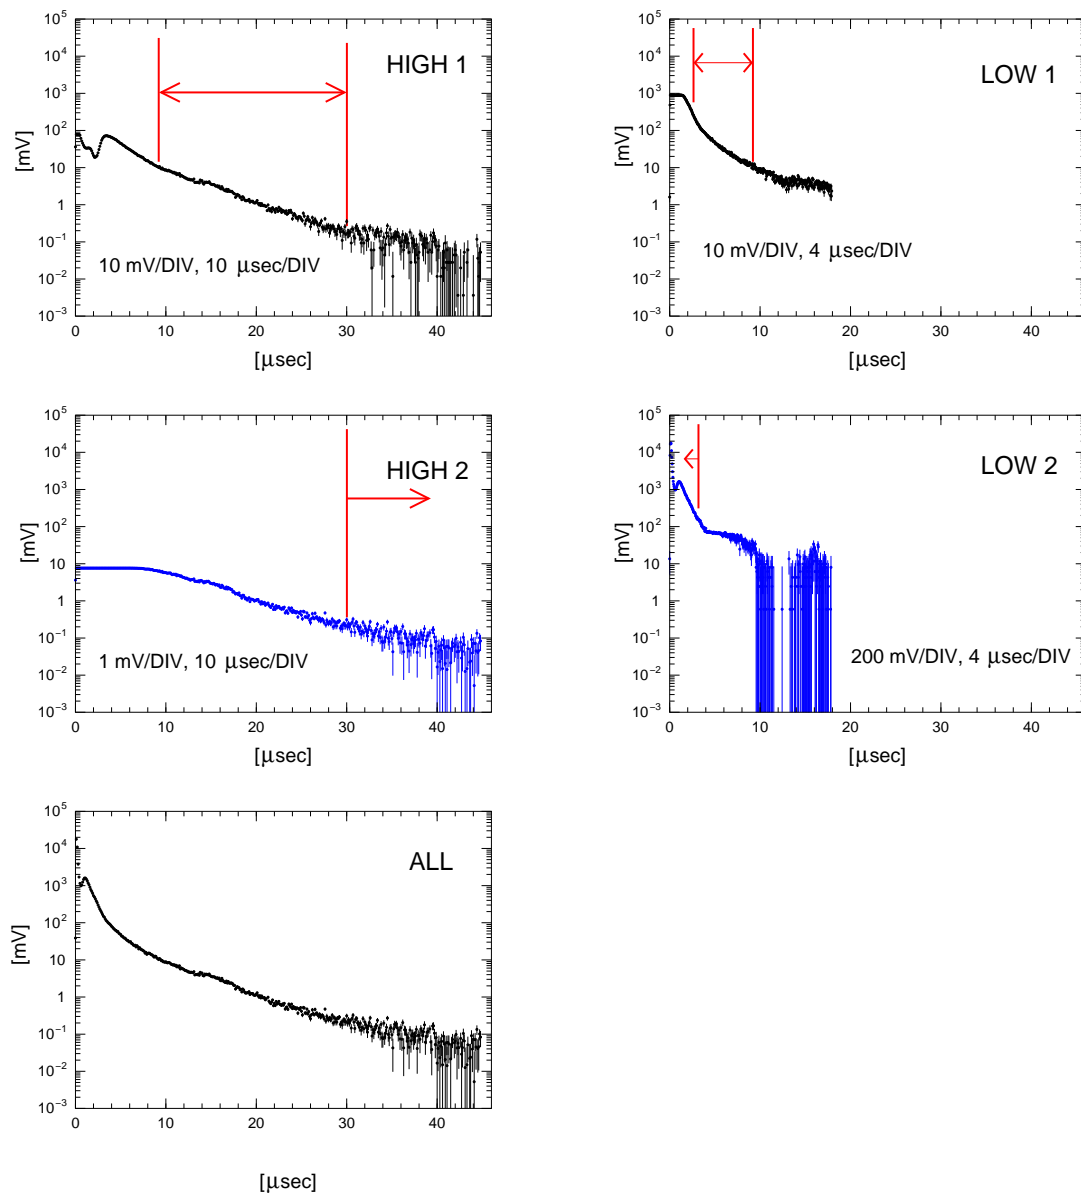 10⁵
10⁴
10³
10²
10
1
10⁻¹
10⁻²
10⁻³
[mV]
HIGH 1
10 mV/DIV, 10 μsec/DIV
0 10 20 30 40
[μsec]
10⁵
10⁴
10³
10²
10
1
10⁻¹
10⁻²
10⁻³
[mV]
LOW 1
10 mV/DIV, 4 μsec/DIV
0 10 20 30 40
[μsec]
10⁵
10⁴
10³
10²
10
1
10⁻¹
10⁻²
10⁻³
[mV]
HIGH 2
1 mV/DIV, 10 μsec/DIV
0 10 20 30 40
[μsec]
10⁵
10⁴
10³
10²
10
1
10⁻¹
10⁻²
10⁻³
[mV]
LOW 2
200 mV/DIV, 4 μsec/DIV
0 10 20 30 40
[μsec]
10⁵
10⁴
10³
10²
10
1
10⁻¹
10⁻²
10⁻³
[mV]
ALL
0 10 20 30 40
[μsec]